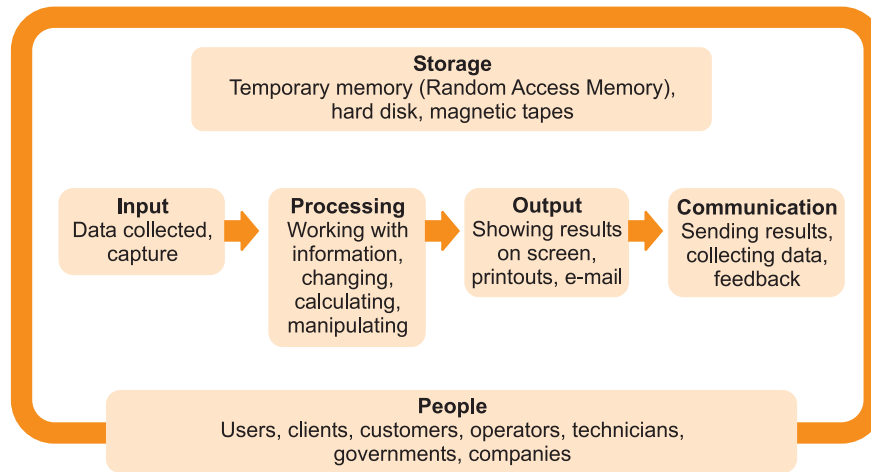 Storage
Temporary memory (Random Access Memory),
hard disk, magnetic tapes
Input
Data collected,
capture
Processing
Working with
information,
changing,
calculating,
manipulating
Output
Showing results
on screen,
printouts, e-mail
Communication
Sending results,
collecting data,
feedback
People
Users, clients, customers, operators, technicians,
governments, companies